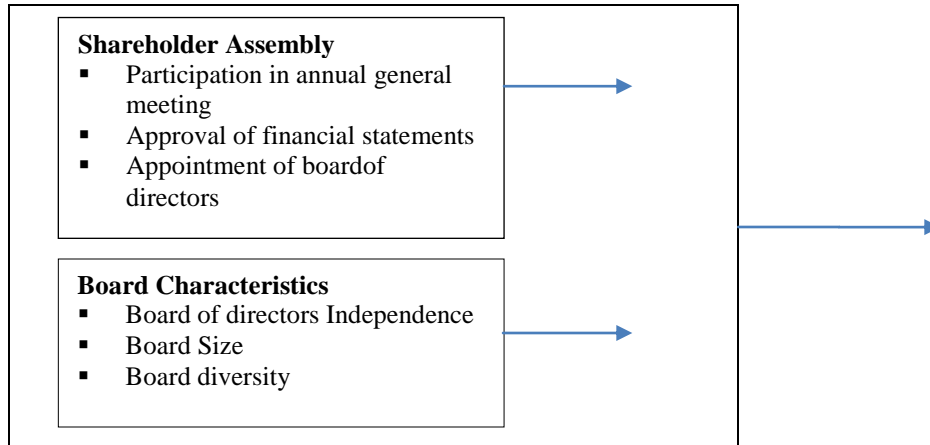 Shareholder Assembly
▪ Participation in annual general
meeting
▪ Approval of financial statements
▪ Appointment of boardof
directors
Board Characteristics
▪ Board of directors Independence
▪ Board Size
▪ Board diversity